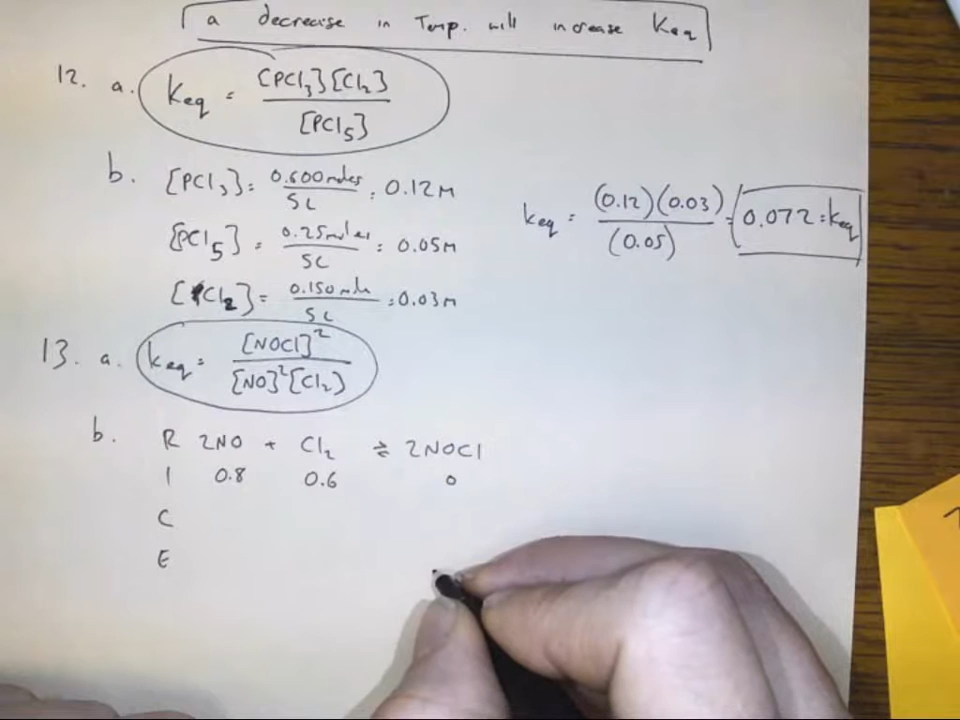 a decrease in Temp. will increase Keq
12. a. Keq = [PCl3][Cl2] / [PCl5]
b. [PCl3] = 0.600 moles / 5L = 0.12M
[PCl5] = 0.25 moles / 5L = 0.05M
[Cl2] = 0.150 mole / 5L = 0.03M
Keq = (0.12)(0.03) / (0.05) = 0.072 = Keq
13. a. Keq = [NOCl]² / [NO]²[Cl2]
b. R 2NO + Cl2 ⇌ 2NOCl
I 0.8 0.6 0
C
E